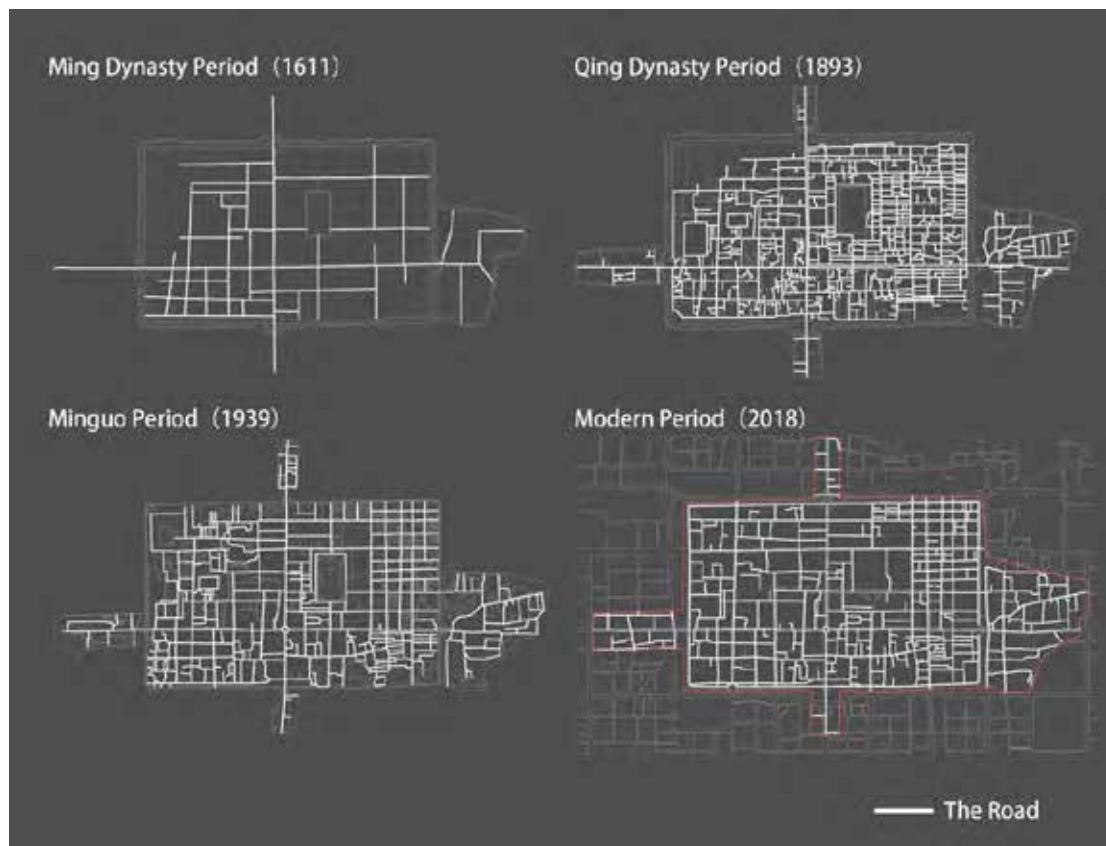 Ming Dynasty Period（1611）
Qing Dynasty Period（1893）
Minguo Period（1939）
Modern Period（2018）
The Road